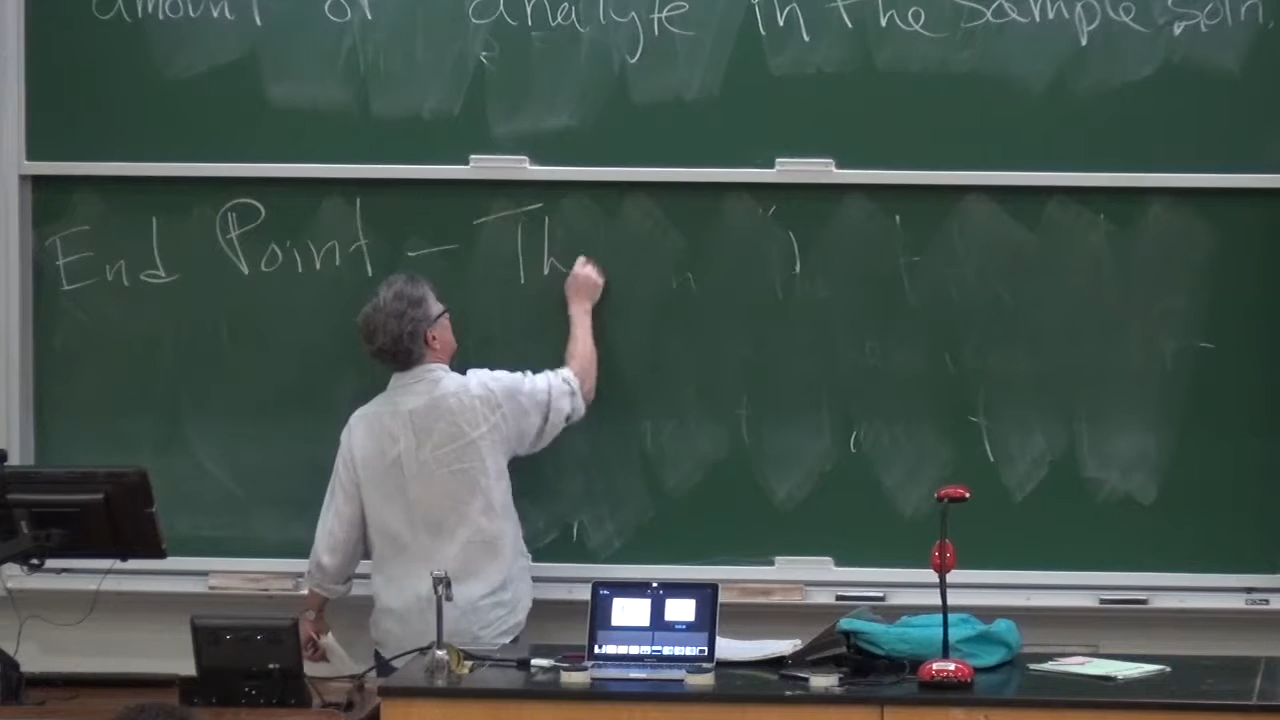 amount of analyte in the sample soln.
End Point - Th